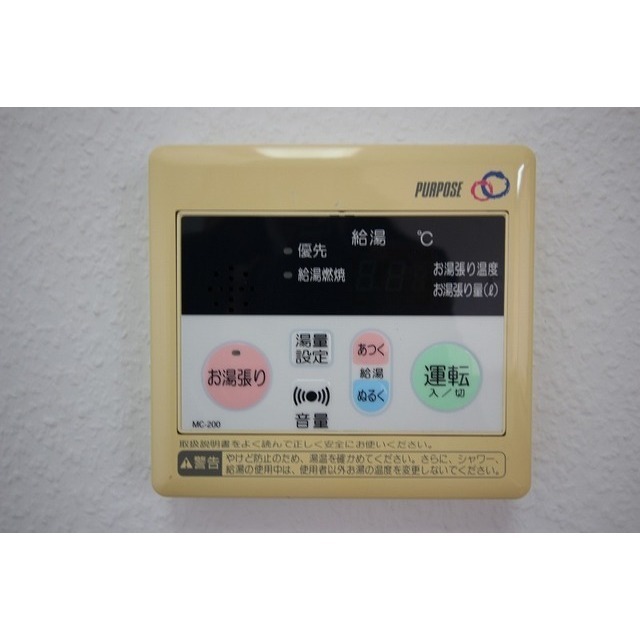 PURPOSE
給湯 ℃
優先
給湯燃焼
お湯張り温度
お湯張り量(ℓ)
お湯張り
湯量
設定
音量
あつく
給湯
ぬるく
運転
入/切
MC-200
取扱説明書をよく読んで正しく安全にお使いください。
警告
やけど防止のため、湯温を確かめてください。さらに、シャワー、
給湯の使用中は、使用者以外お湯の温度を変更しないでください。